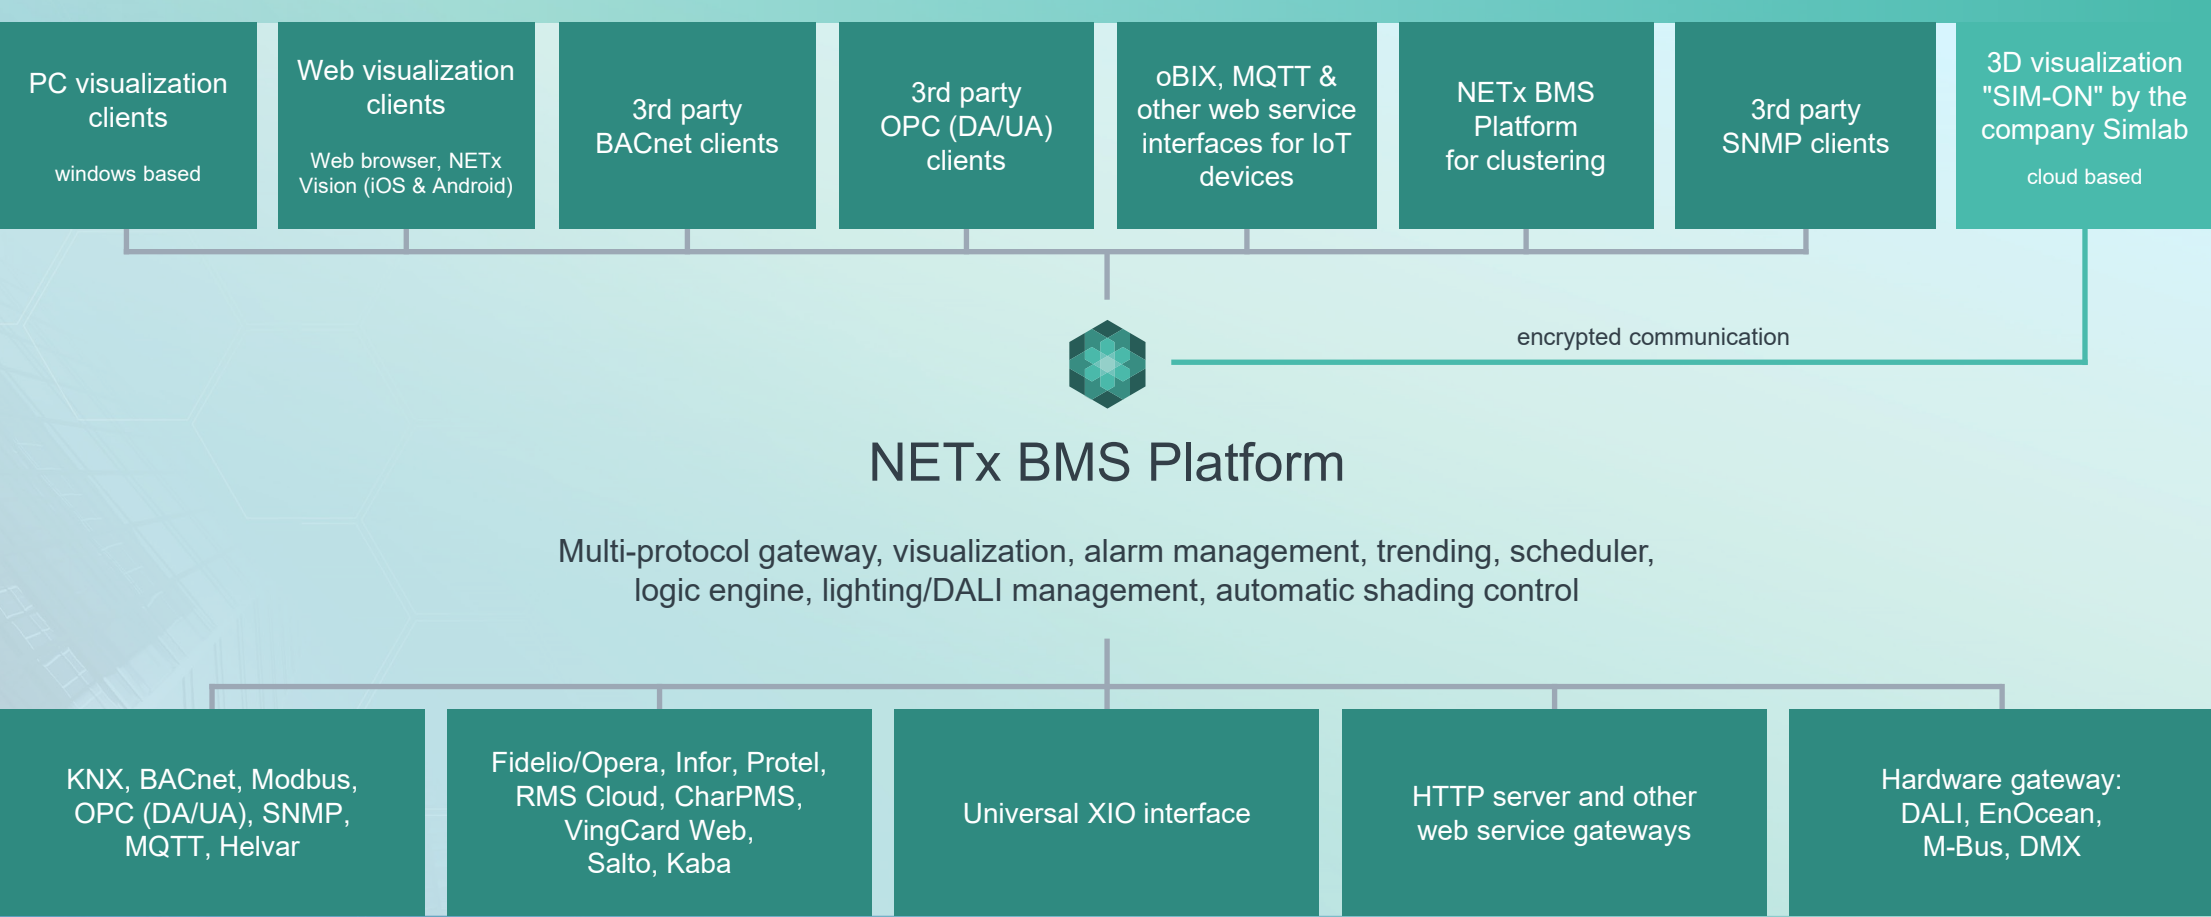 PC visualization
clients
windows based
Web visualization
clients
Web browser, NETx
Vision (iOS & Android)
3rd party
BACnet clients
3rd party
OPC (DA/UA)
clients
oBIX, MQTT &
other web service
interfaces for IoT
devices
NETx BMS
Platform
for clustering
3rd party
SNMP clients
3D visualization
"SIM-ON" by the
company Simlab
cloud based
encrypted communication
NETx BMS Platform
Multi-protocol gateway, visualization, alarm management, trending, scheduler,
logic engine, lighting/DALI management, automatic shading control
KNX, BACnet, Modbus,
OPC (DA/UA), SNMP,
MQTT, Helvar
Fidelio/Opera, Infor, Protel,
RMS Cloud, CharPMS,
VingCard Web,
Salto, Kaba
Universal XIO interface
HTTP server and other
web service gateways
Hardware gateway:
DALI, EnOcean,
M-Bus, DMX